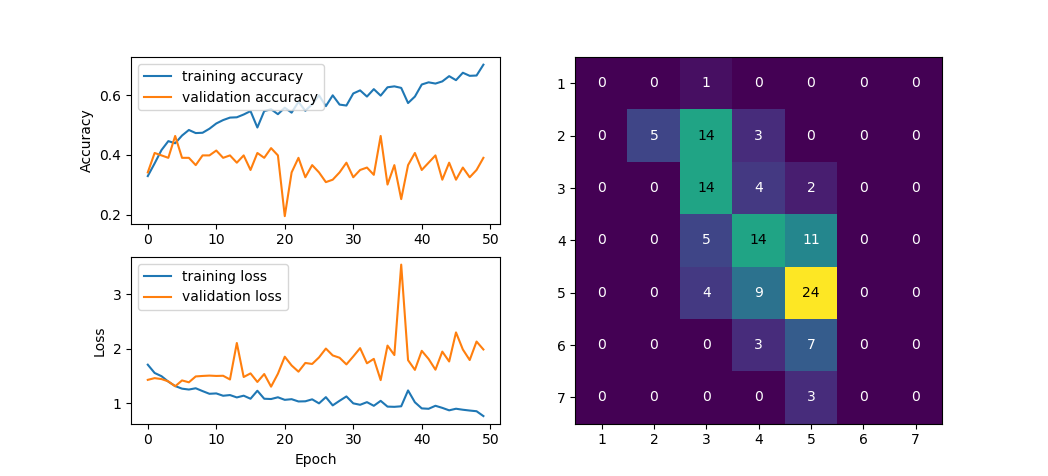 training accuracy
validation accuracy
Accuracy
0.6
0.4
0.2
0 10 20 30 40 50
training loss
validation loss
Loss
3
2
1
0 10 20 30 40 50
Epoch
1 0 0 1 0 0 0 0
2 0 5 14 3 0 0 0
3 0 0 14 4 2 0 0
4 0 0 5 14 11 0 0
5 0 0 4 9 24 0 0
6 0 0 0 3 7 0 0
7 0 0 0 0 3 0 0
1 2 3 4 5 6 7